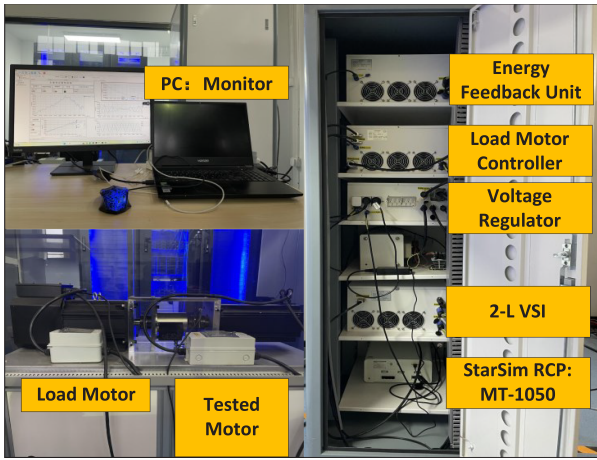 PC: Monitor
Energy
Feedback Unit
Load Motor
Controller
Voltage
Regulator
2-L VSI
StarSim RCP:
MT-1050
Load Motor
Tested
Motor